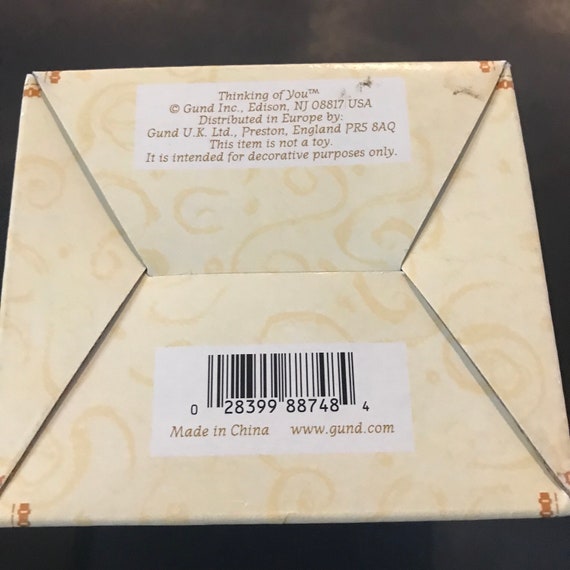 Thinking of You™
© Gund Inc., Edison, NJ 08817 USA
Distributed in Europe by:
Gund U.K. Ltd., Preston, England PR5 8AQ
This item is not a toy.
It is intended for decorative purposes only.
0 28399 88748 4
Made in China www.gund.com